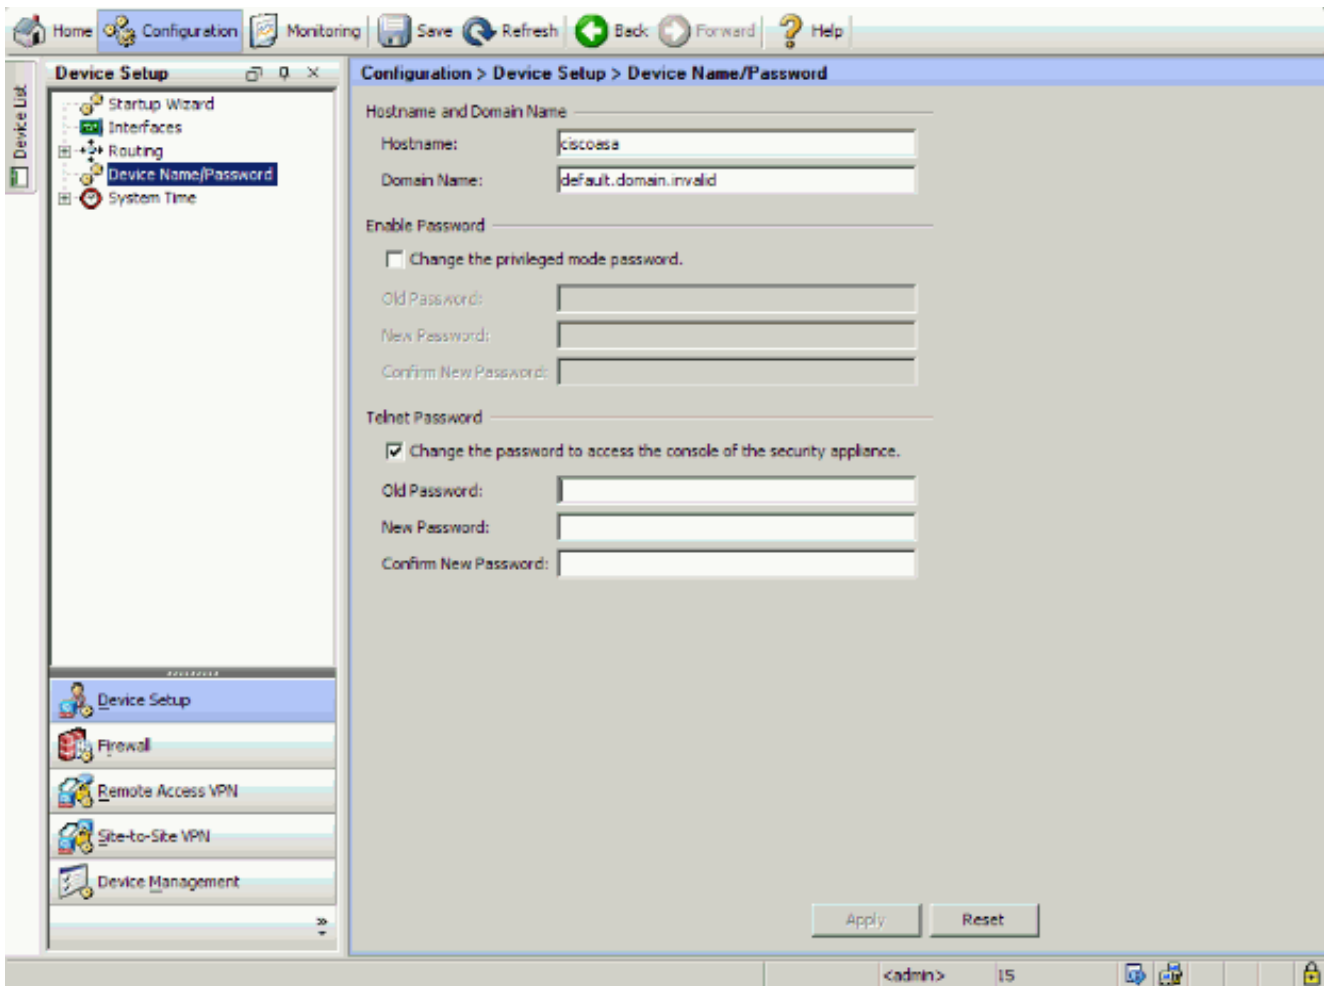 Home Configuration Monitoring Save Refresh Back Forward Help
Device List
Device Setup
Startup Wizard
Interfaces
Routing
Device Name/Password
System Time
Device Setup
Firewall
Remote Access VPN
Site-to-Site VPN
Device Management
Configuration > Device Setup > Device Name/Password
Hostname and Domain Name
Hostname: ciscoasa
Domain Name: default.domain.invalid
Enable Password
Change the privileged mode password.
Old Password:
New Password:
Confirm New Password:
Telnet Password
Change the password to access the console of the security appliance.
Old Password:
New Password:
Confirm New Password:
Apply Reset
<admin> 15